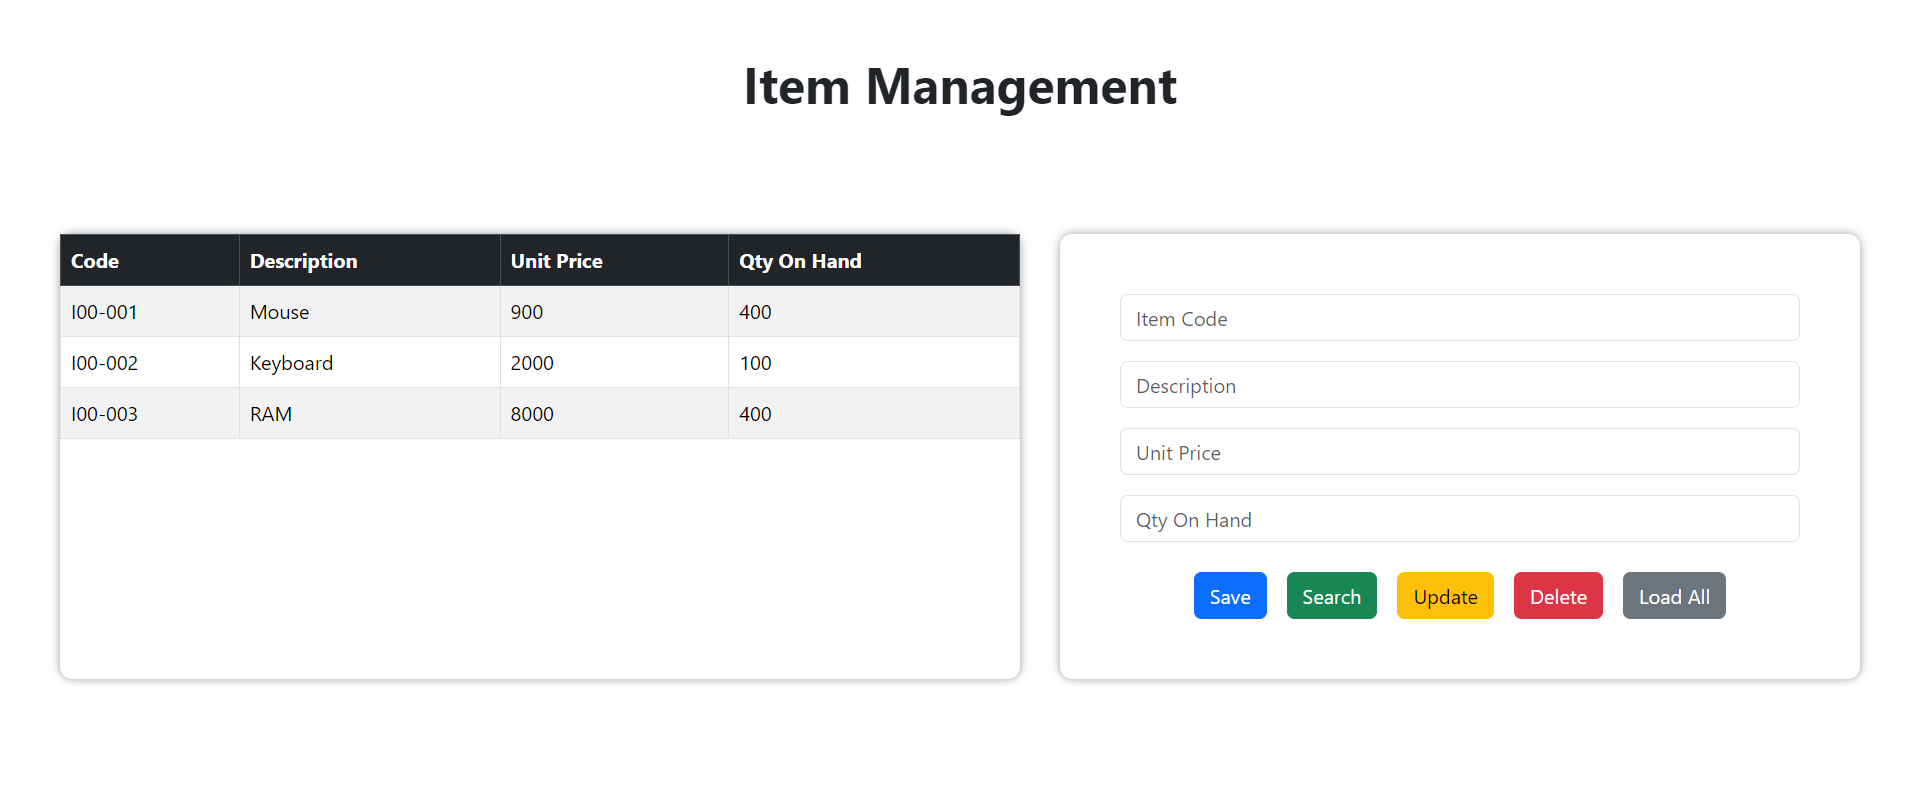 Item Management
Code Description Unit Price Qty On Hand
I00-001 Mouse 900 400
I00-002 Keyboard 2000 100
I00-003 RAM 8000 400
Item Code
Description
Unit Price
Qty On Hand
Save Search Update Delete Load All